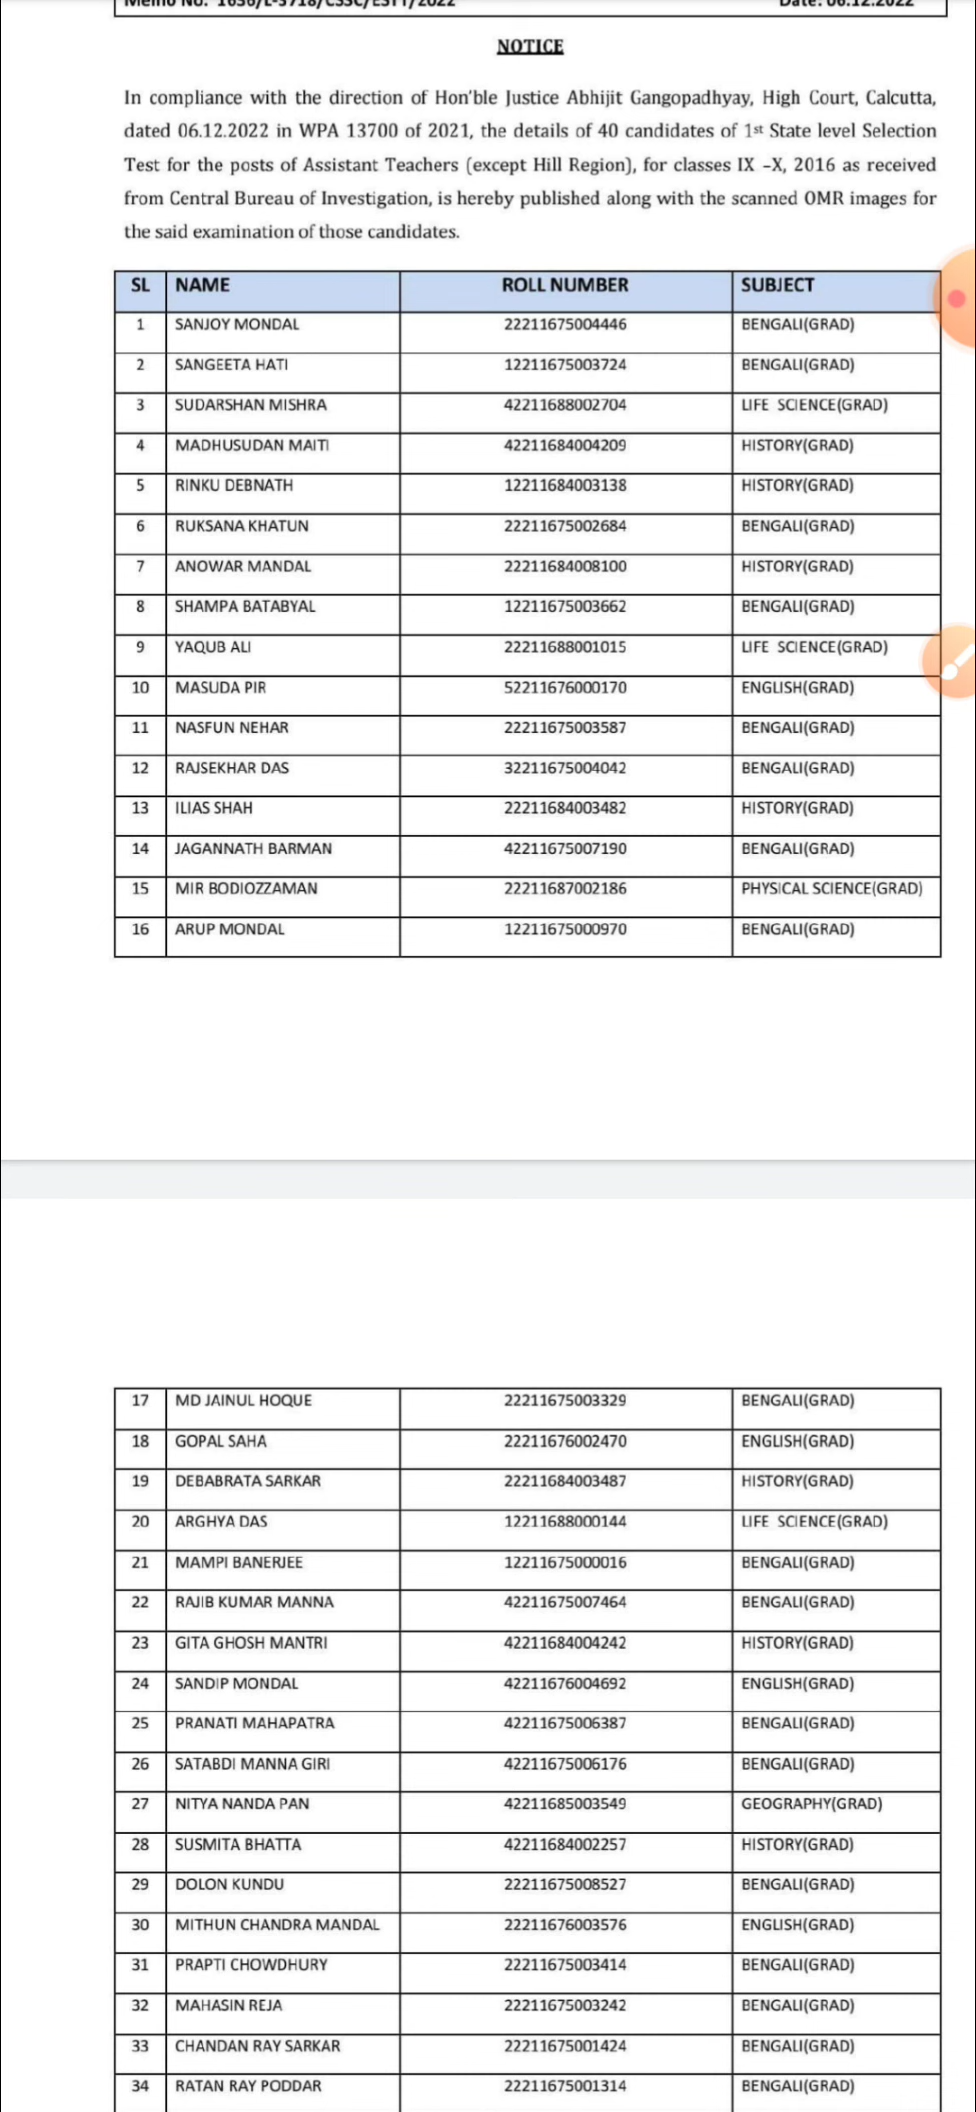 Memo No. 1656/L-5718/CSSC/ESTT/2022 Date: 06.12.2022
NOTICE
In compliance with the direction of Hon'ble Justice Abhijit Gangopadhyay, High Court, Calcutta,
dated 06.12.2022 in WPA 13700 of 2021, the details of 40 candidates of 1st State level Selection
Test for the posts of Assistant Teachers (except Hill Region), for classes IX –X, 2016 as received
from Central Bureau of Investigation, is hereby published along with the scanned OMR images for
the said examination of those candidates.
SL NAME ROLL NUMBER SUBJECT
1 SANJOY MONDAL 22211675004446 BENGALI(GRAD)
2 SANGEETA HATI 12211675003724 BENGALI(GRAD)
3 SUDARSHAN MISHRA 42211688002704 LIFE SCIENCE(GRAD)
4 MADHUSUDAN MAITI 42211684004209 HISTORY(GRAD)
5 RINKU DEBNATH 12211684003138 HISTORY(GRAD)
6 RUKSANA KHATUN 22211675002684 BENGALI(GRAD)
7 ANOWAR MANDAL 22211684008100 HISTORY(GRAD)
8 SHAMPA BATABYAL 12211675003662 BENGALI(GRAD)
9 YAQUB ALI 22211688001015 LIFE SCIENCE(GRAD)
10 MASUDA PIR 52211676000170 ENGLISH(GRAD)
11 NASFUN NEHAR 22211675003587 BENGALI(GRAD)
12 RAJSEKHAR DAS 32211675004042 BENGALI(GRAD)
13 ILIAS SHAH 22211684003482 HISTORY(GRAD)
14 JAGANNATH BARMAN 42211675007190 BENGALI(GRAD)
15 MIR BODIOZZAMAN 22211687002186 PHYSICAL SCIENCE(GRAD)
16 ARUP MONDAL 12211675000970 BENGALI(GRAD)
17 MD JAINUL HOQUE 22211675003329 BENGALI(GRAD)
18 GOPAL SAHA 22211676002470 ENGLISH(GRAD)
19 DEBABRATA SARKAR 22211684003487 HISTORY(GRAD)
20 ARGHYA DAS 12211688000144 LIFE SCIENCE(GRAD)
21 MAMPI BANERJEE 12211675000016 BENGALI(GRAD)
22 RAJIB KUMAR MANNA 42211675007464 BENGALI(GRAD)
23 GITA GHOSH MANTRI 42211684004242 HISTORY(GRAD)
24 SANDIP MONDAL 42211676004692 ENGLISH(GRAD)
25 PRANATI MAHAPATRA 42211675006387 BENGALI(GRAD)
26 SATABDI MANNA GIRI 42211675006176 BENGALI(GRAD)
27 NITYA NANDA PAN 42211685003549 GEOGRAPHY(GRAD)
28 SUSMITA BHATTA 42211684002257 HISTORY(GRAD)
29 DOLON KUNDU 22211675008527 BENGALI(GRAD)
30 MITHUN CHANDRA MANDAL 22211676003576 ENGLISH(GRAD)
31 PRAPTI CHOWDHURY 22211675003414 BENGALI(GRAD)
32 MAHASIN REJA 22211675003242 BENGALI(GRAD)
33 CHANDAN RAY SARKAR 22211675001424 BENGALI(GRAD)
34 RATAN RAY PODDAR 22211675001314 BENGALI(GRAD)